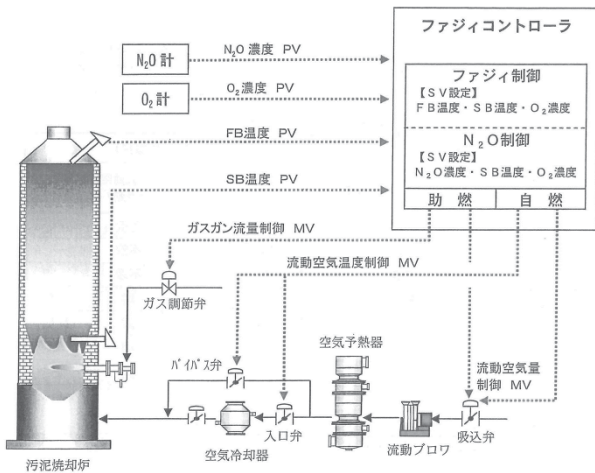 ファジィコントローラ
N₂O計
N₂O濃度 PV
O₂計
O₂濃度 PV
ファジィ制御
【SV設定】
FB温度・SB温度・O₂濃度
FB温度 PV
N₂O制御
【SV設定】
N₂O濃度・SB温度・O₂濃度
SB温度 PV
助 燃
自 燃
ガスガン流量制御 MV
流動空気温度制御 MV
ガス調節弁
空気予熱器
バイパス弁
流動空気量
制御 MV
入口弁
空気冷却器
流動ブロワ
吸込弁
汚泥焼却炉